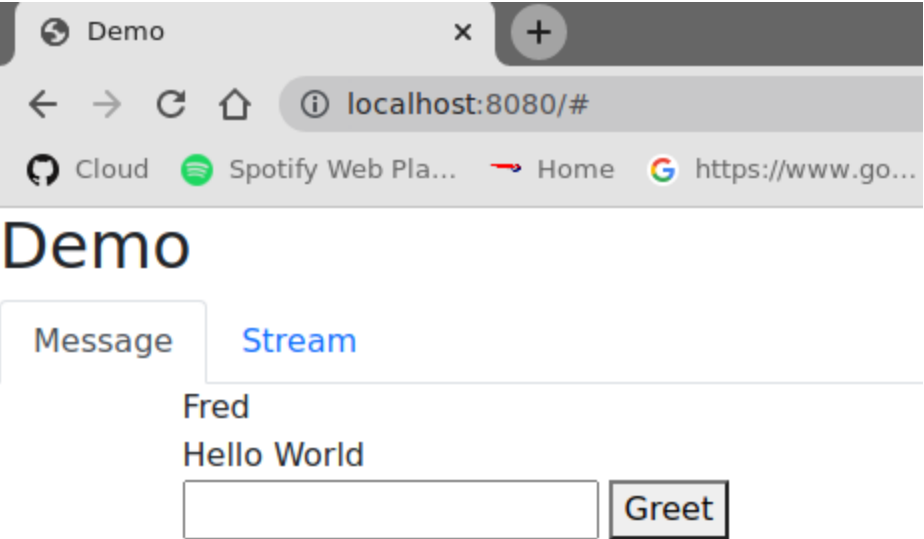 Demo
localhost:8080/#
Cloud Spotify Web Pla... Home https://www.go...
Demo
Message Stream
Fred
Hello World
Greet